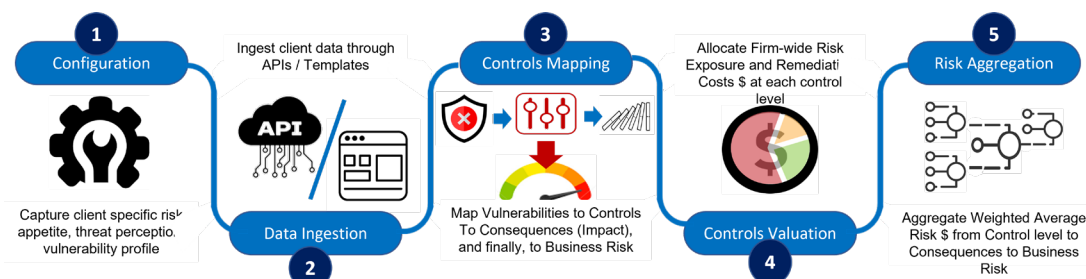 1
Configuration
Capture client specific risk
appetite, threat perceptio
vulnerability profile
Ingest client data through
APIs / Templates
API
Data Ingestion
2
3
Controls Mapping
Map Vulnerabilities to Controls
To Consequences (Impact),
and finally, to Business Risk
Allocate Firm-wide Risk
Exposure and Remediati
Costs $ at each control
level
$
Controls Valuation
4
5
Risk Aggregation
Aggregate Weighted Average
Risk $ from Control level to
Consequences to Business
Risk